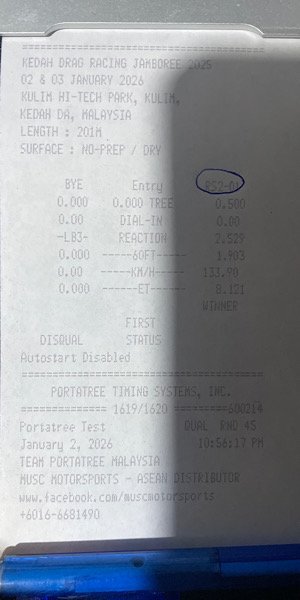 KEDAH DRAG RACING JAMBOREE 2025
02 & 03 JANUARY 2026
KULIM HI-TECH PARK, KULIM,
KEDAH DA, MALAYSIA
LENGTH : 201M
SURFACE : NO-PREP / DRY
BYE Entry RS2-01
0.000 0.000 TREE 0.500
0.00 DIAL-IN 0.00
-LB3- REACTION 2.529
0.000 -----60FT----- 1.903
0.00 -----KM/H----- 133.90
0.000 ------ET------ 8.121
WINNER
FIRST
DISQUAL STATUS
Autostart Disabled
PORTATREE TIMING SYSTEMS, INC.
============= 1619/1620 =========600214
Portatree Test QUAL RND 45
January 2, 2026 10:56:17 PM
TEAM PORTATREE MALAYSIA
MUSC MOTORSPORTS - ASEAN DISTRIBUTOR
www.facebook.com/muscmotorsports
+6016-6681490